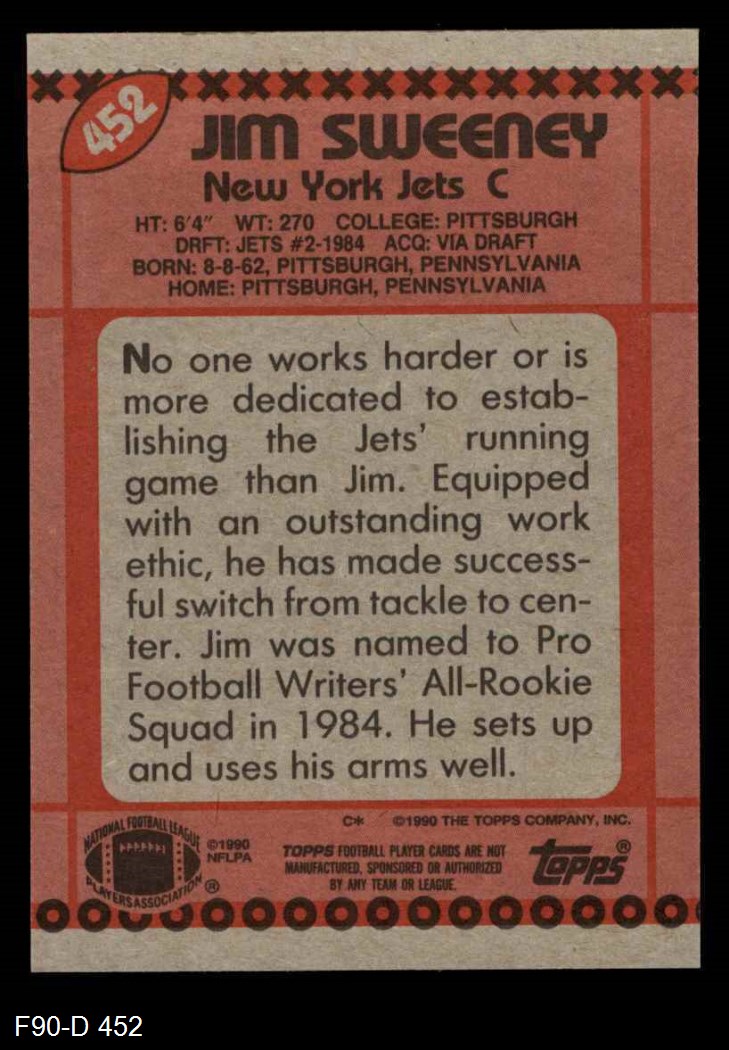 452
JIM SWEENEY
New York Jets C
HT: 6'4" WT: 270 COLLEGE: PITTSBURGH
DRFT: JETS #2-1984 ACQ: VIA DRAFT
BORN: 8-8-62, PITTSBURGH, PENNSYLVANIA
HOME: PITTSBURGH, PENNSYLVANIA
No one works harder or is
more dedicated to estab-
lishing the Jets' running
game than Jim. Equipped
with an outstanding work
ethic, he has made success-
ful switch from tackle to cen-
ter. Jim was named to Pro
Football Writers' All-Rookie
Squad in 1984. He sets up
and uses his arms well.
C* ©1990 THE TOPPS COMPANY, INC.
NATIONAL FOOTBALL LEAGUE
PLAYERS ASSOCIATION ®
©1990
NFLPA
TOPPS FOOTBALL PLAYER CARDS ARE NOT
MANUFACTURED, SPONSORED OR AUTHORIZED
BY ANY TEAM OR LEAGUE.
topps®
F90-D 452